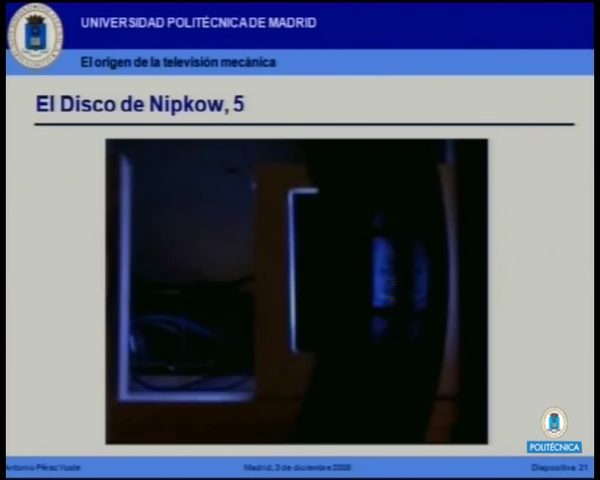 UNIVERSIDAD POLITÉCNICA DE MADRID
El origen de la televisión mecánica
El Disco de Nipkow, 5
POLITÉCNICA
Antonio Pérez Yuste
Madrid, 3 de diciembre 2008
Diapositiva 21